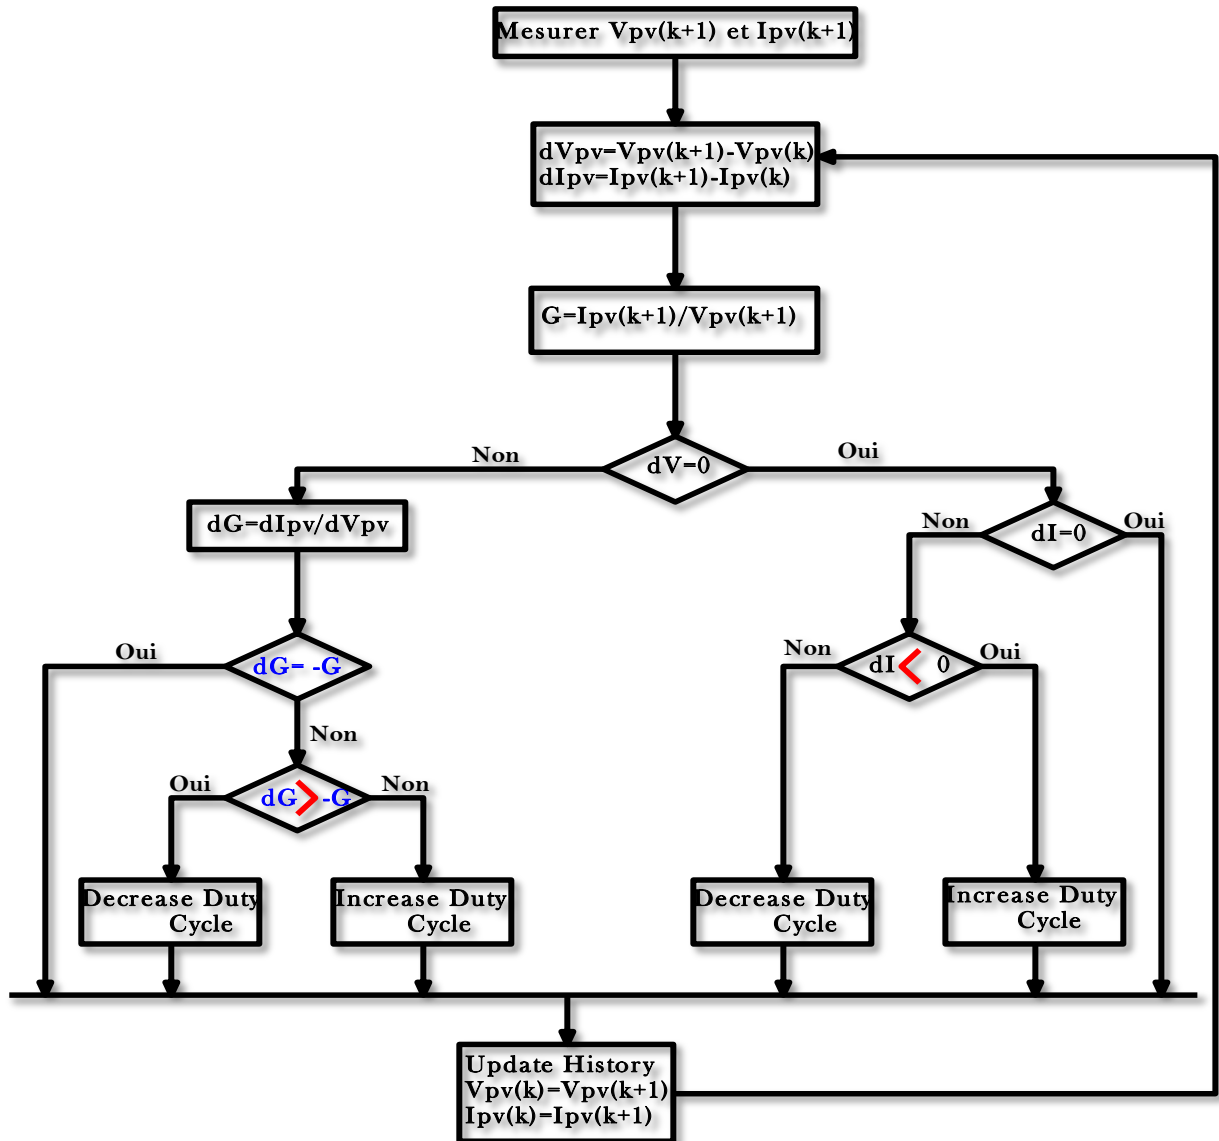 Mesurer Vpv(k+1) et Ipv(k+1)
dVpv=Vpv(k+1)-Vpv(k)
dIpv=Ipv(k+1)-Ipv(k)
G=Ipv(k+1)/Vpv(k+1)
Non
dV=0
Oui
dG=dIpv/dVpv
Non
dI=0
Oui
Oui
dG= -G
Non
Non
dI < 0
Oui
Oui
dG > -G
Non
Decrease Duty
Cycle
Increase Duty
Cycle
Decrease Duty
Cycle
Increase Duty
Cycle
Update History
Vpv(k)=Vpv(k+1)
Ipv(k)=Ipv(k+1)